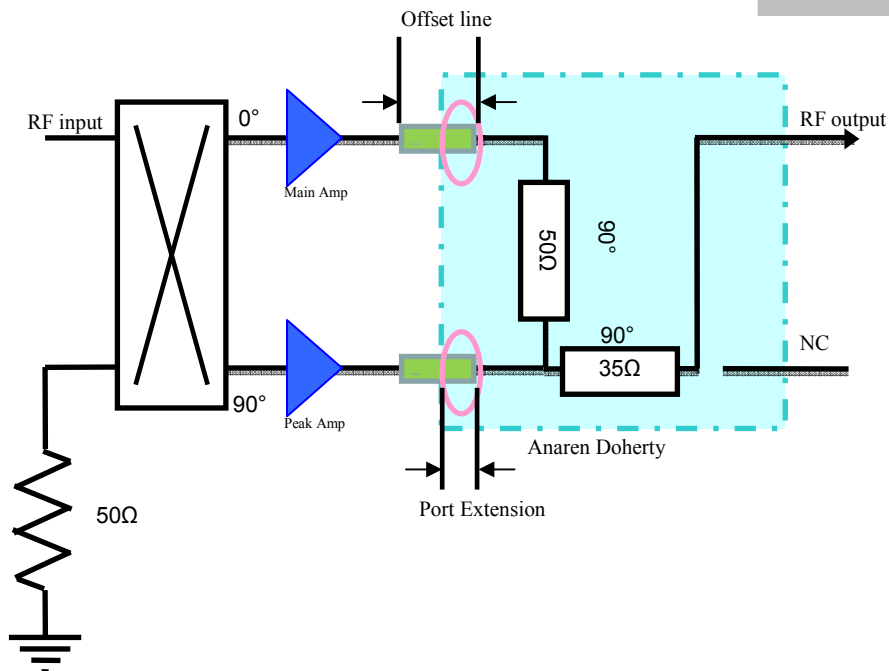 Offset line
RF input
0°
RF output
Main Amp
50Ω
90°
90°
35Ω
NC
90°
Peak Amp
Anaren Doherty
Port Extension
50Ω